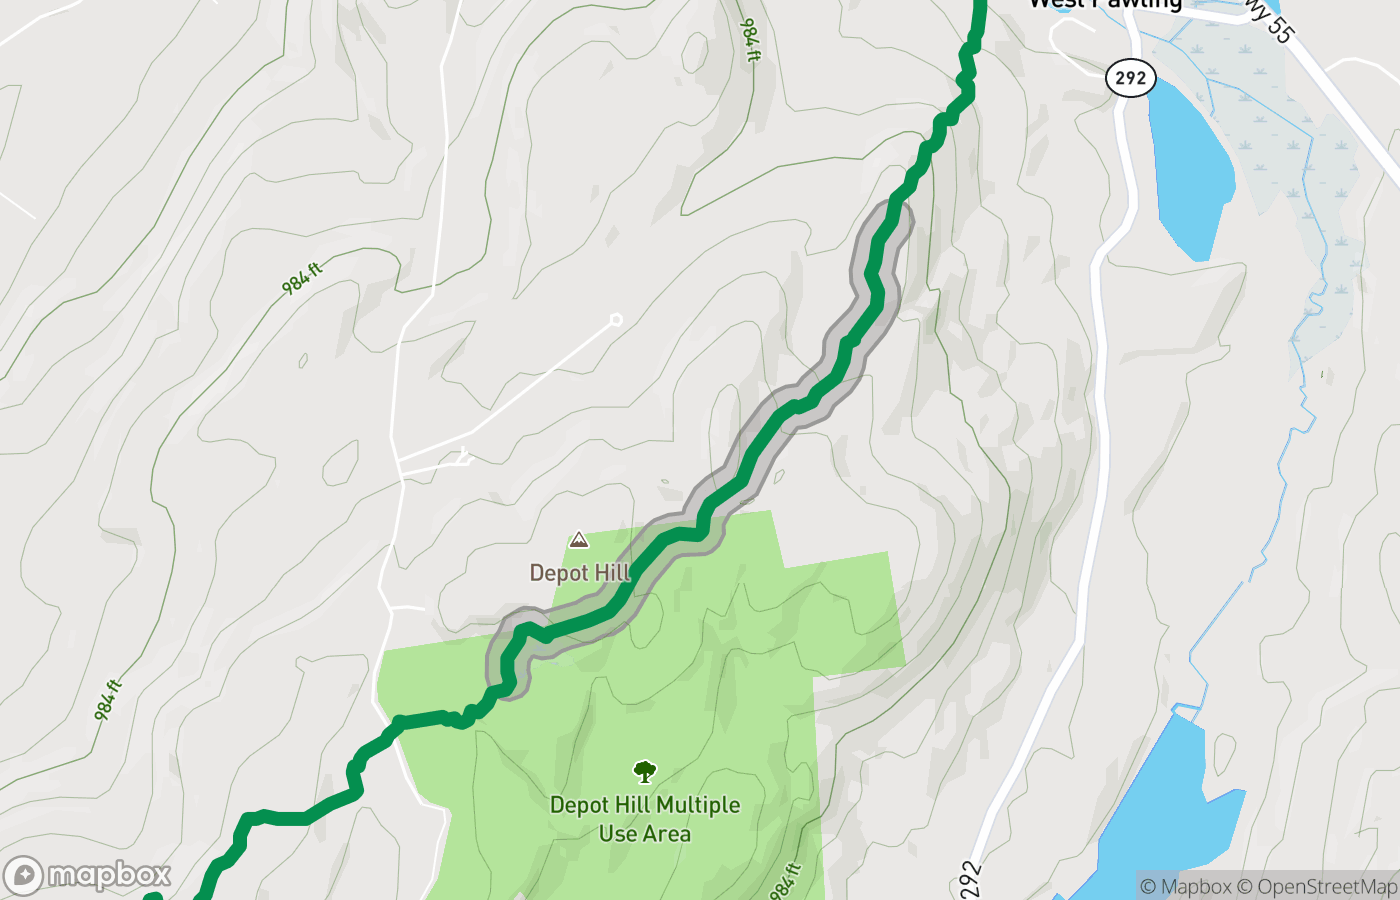 West Pawling
wy 55
984 ft
292
984 ft
Depot Hill
984 ft
Depot Hill Multiple
Use Area
984 ft
292
mapbox
© Mapbox © OpenStreetMap